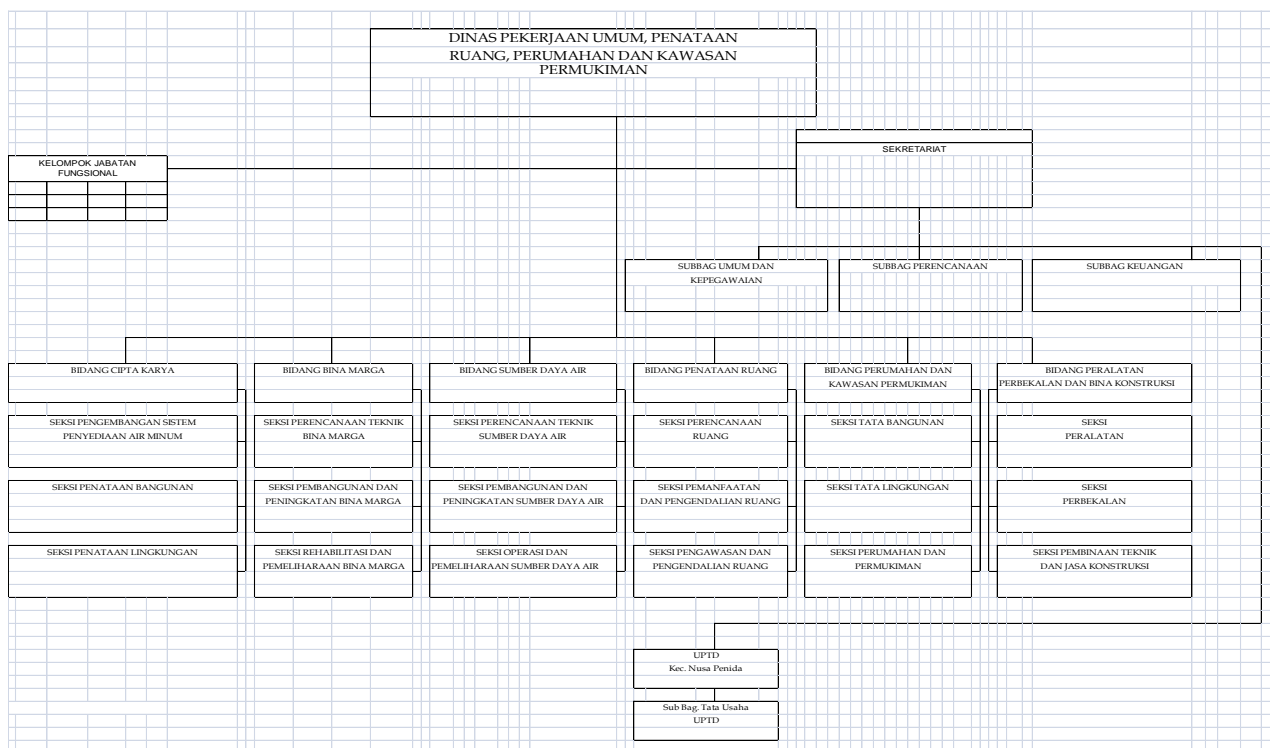 DINAS PEKERJAAN UMUM, PENATAAN
RUANG, PERUMAHAN DAN KAWASAN
PERMUKIMAN
SEKRETARIAT
KELOMPOK JABATAN
FUNGSIONAL
SUBBAG UMUM DAN
KEPEGAWAIAN
SUBBAG PERENCANAAN
SUBBAG KEUANGAN
BIDANG CIPTA KARYA
BIDANG BINA MARGA
BIDANG SUMBER DAYA AIR
BIDANG PENATAAN RUANG
BIDANG PERUMAHAN DAN
KAWASAN PERMUKIMAN
BIDANG PERALATAN
PERBEKALAN DAN BINA KONSTRUKSI
SEKSI PENGEMBANGAN SISTEM
PENYEDIAAN AIR MINUM
SEKSI PERENCANAAN TEKNIK
BINA MARGA
SEKSI PERENCANAAN TEKNIK
SUMBER DAYA AIR
SEKSI PERENCANAAN
RUANG
SEKSI TATA BANGUNAN
SEKSI
PERALATAN
SEKSI PENATAAN BANGUNAN
SEKSI PEMBANGUNAN DAN
PENINGKATAN BINA MARGA
SEKSI PEMBANGUNAN DAN
PENINGKATAN SUMBER DAYA AIR
SEKSI PEMANFAATAN
DAN PENGENDALIAN RUANG
SEKSI TATA LINGKUNGAN
SEKSI
PERBEKALAN
SEKSI PENATAAN LINGKUNGAN
SEKSI REHABILITASI DAN
PEMELIHARAAN BINA MARGA
SEKSI OPERASI DAN
PEMELIHARAAN SUMBER DAYA AIR
SEKSI PENGAWASAN DAN
PENGENDALIAN RUANG
SEKSI PERUMAHAN DAN
PERMUKIMAN
SEKSI PEMBINAAN TEKNIK
DAN JASA KONSTRUKSI
UPTD
Kec. Nusa Penida
Sub Bag. Tata Usaha
UPTD